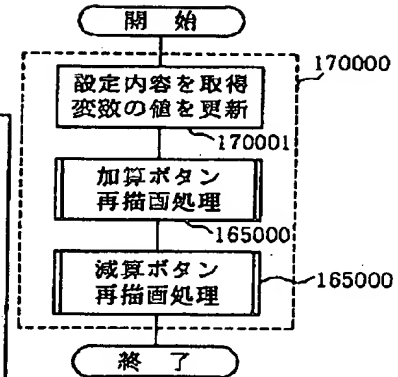 開始
170000
設定内容を取得
変数の値を更新
170001
加算ボタン
再描画処理
165000
減算ボタン
再描画処理
165000
終了